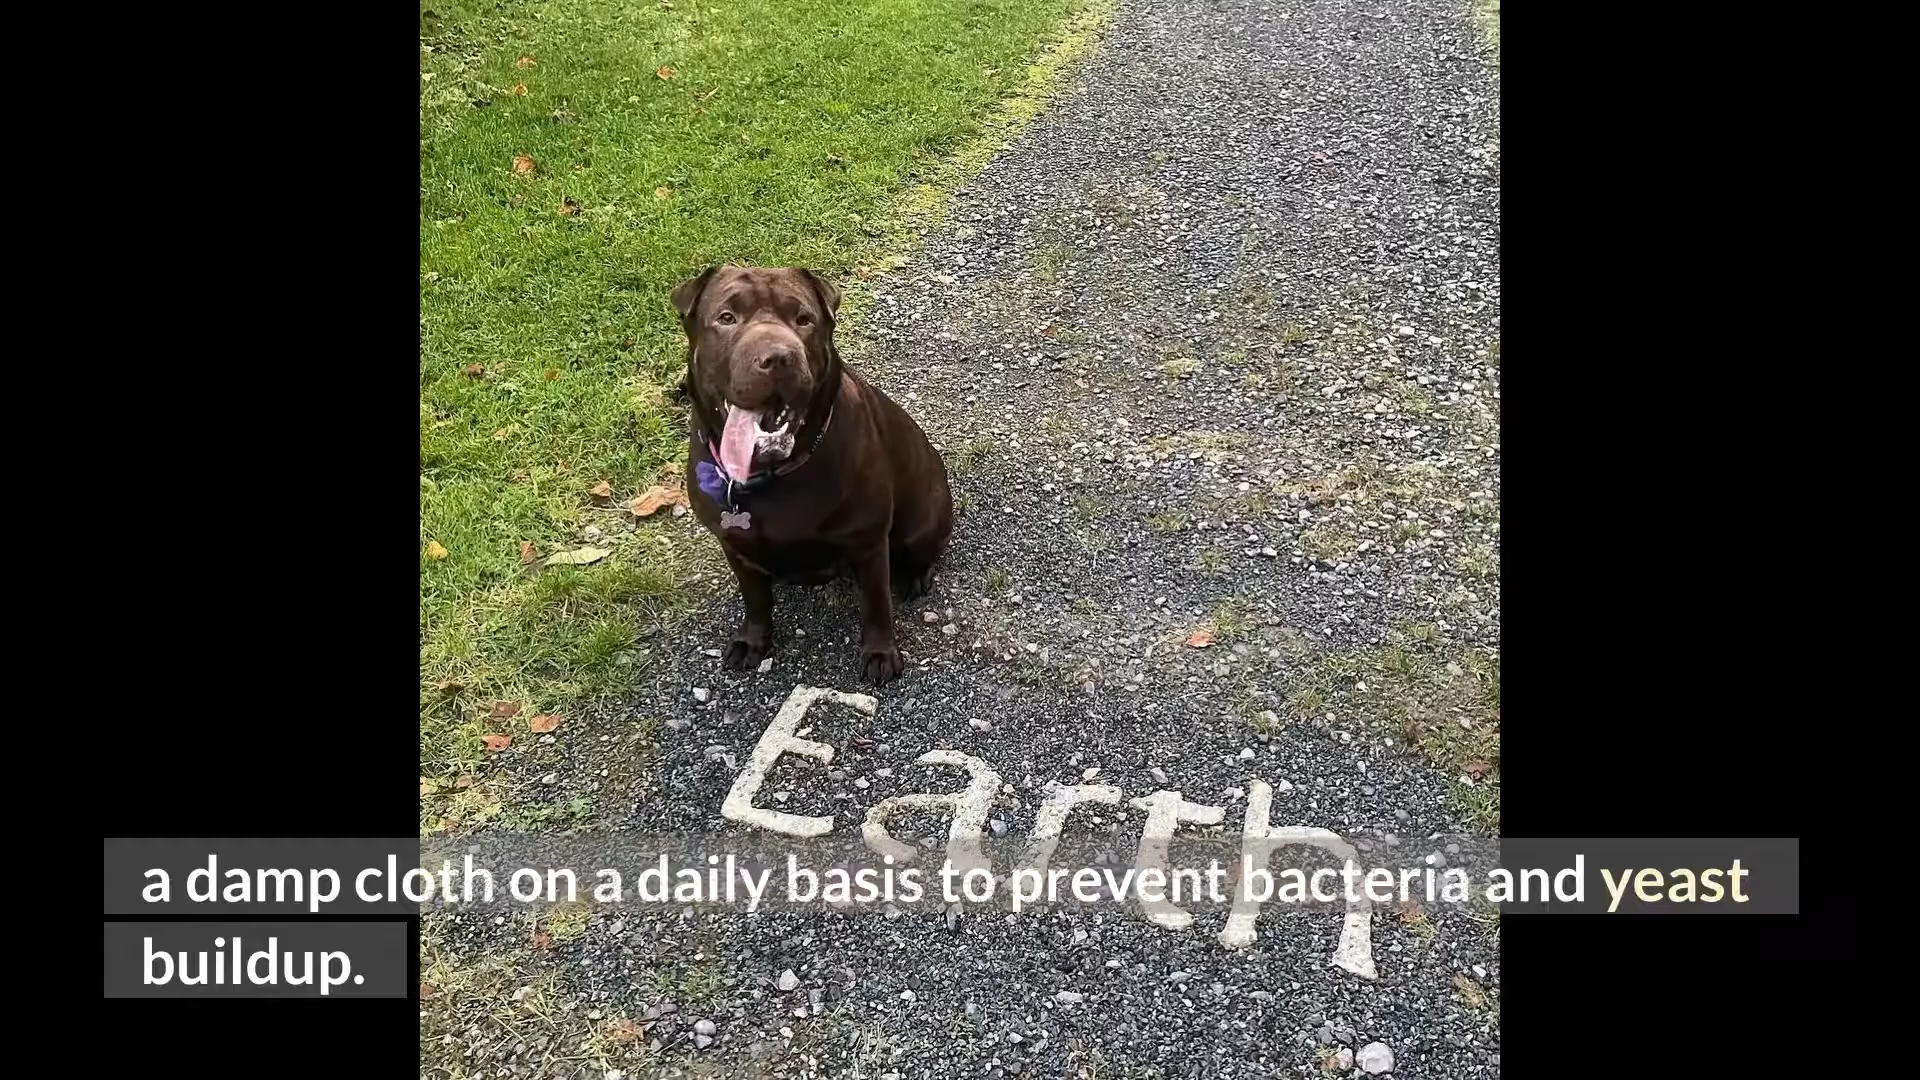 Earth
a damp cloth on a daily basis to prevent bacteria and yeast
buildup.